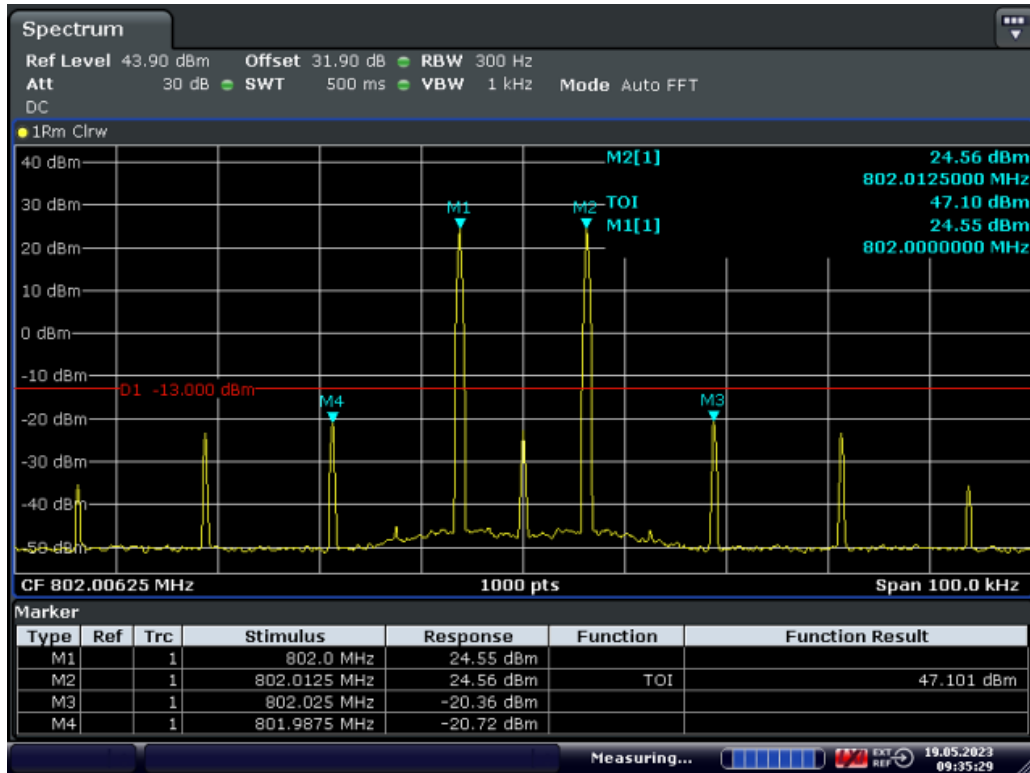 Spectrum
Ref Level 43.90 dBm Offset 31.90 dB RBW 300 Hz
Att 30 dB SWT 500 ms VBW 1 kHz Mode Auto FFT
DC
1Rm Clrw
40 dBm M2[1] 24.56 dBm
802.0125000 MHz
30 dBm M1 M2 TOI 47.10 dBm
M1[1] 24.55 dBm
20 dBm 802.0000000 MHz
10 dBm
0 dBm
-10 dBm
D1 -13.000 dBm
M4 M3
-20 dBm
-30 dBm
-40 dBm
-50 dBm
CF 802.00625 MHz 1000 pts Span 100.0 kHz
Marker
Type Ref Trc Stimulus Response Function Function Result
M1 1 802.0 MHz 24.55 dBm
M2 1 802.0125 MHz 24.56 dBm TOI 47.101 dBm
M3 1 802.025 MHz -20.36 dBm
M4 1 801.9875 MHz -20.72 dBm
Measuring... EXT REF 19.05.2023
09:35:29